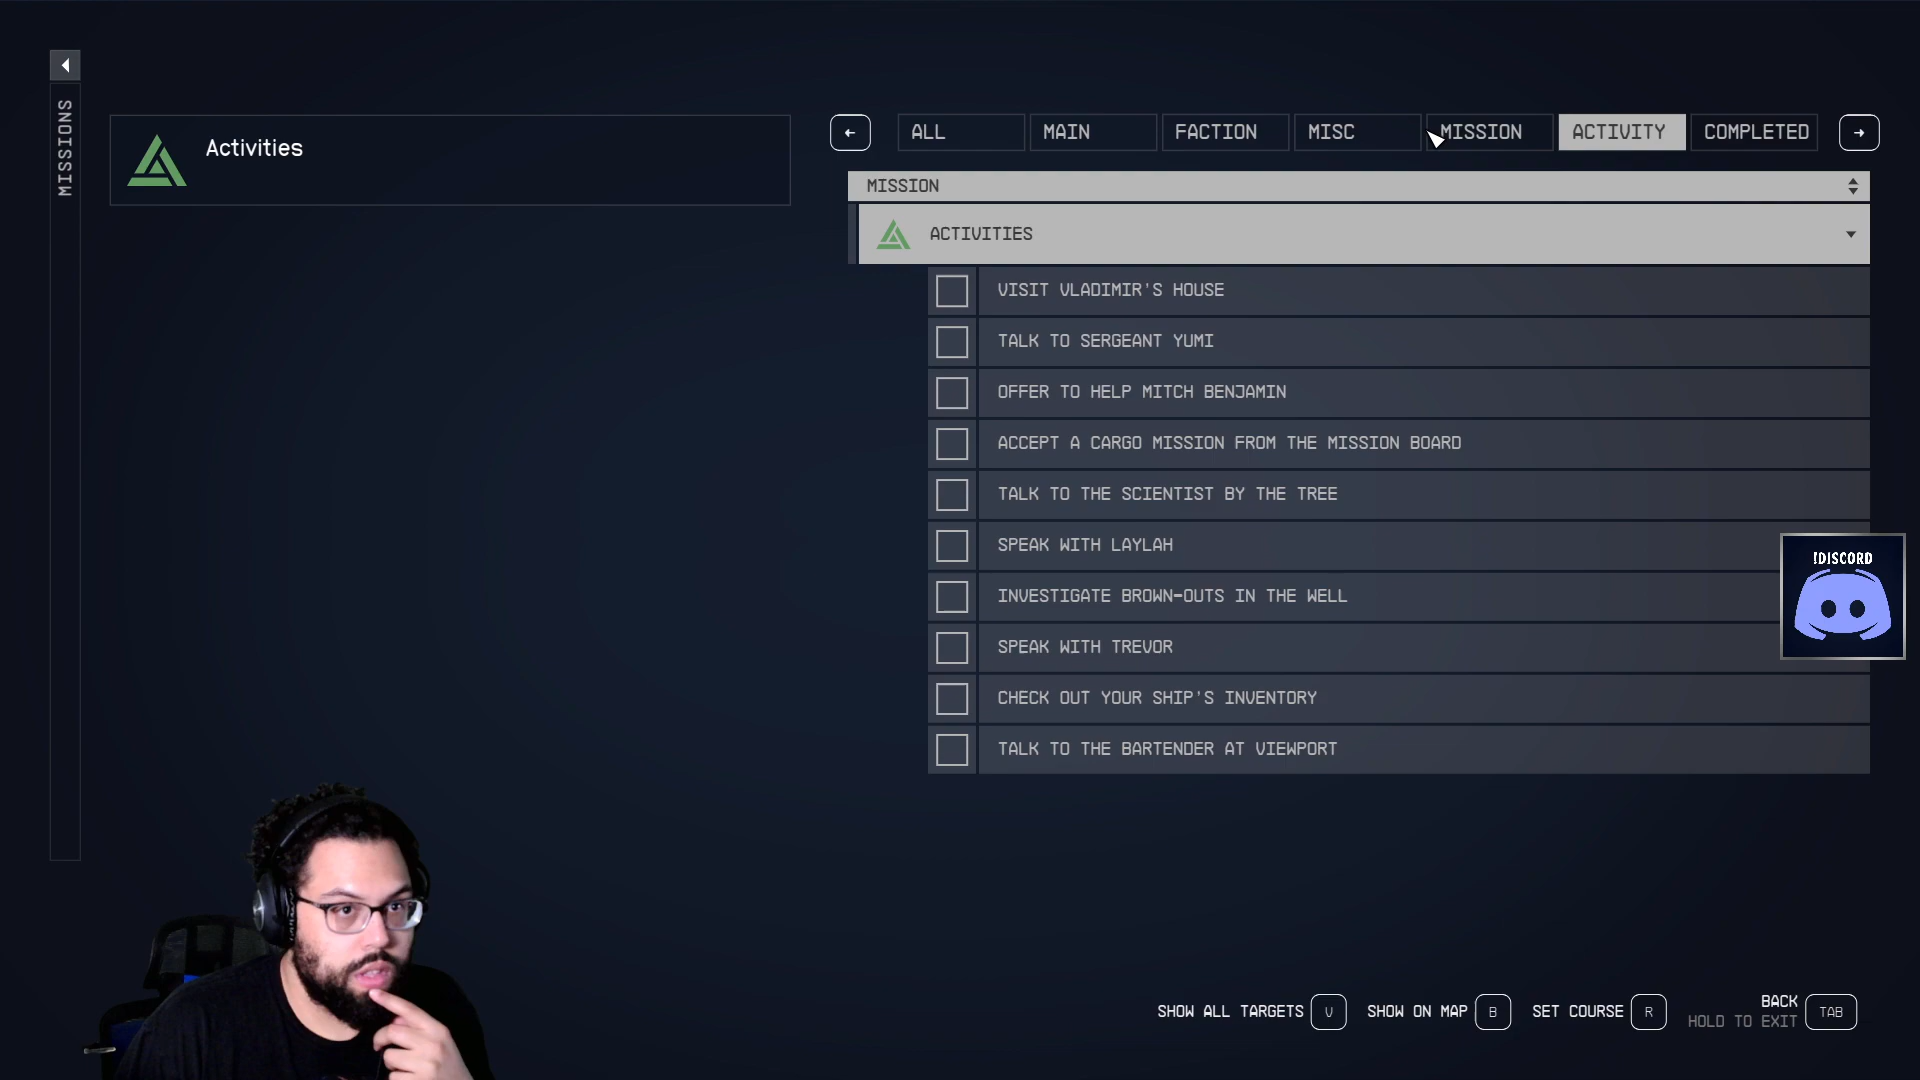 MISSIONS
Activities
ALL
MAIN
FACTION
MISC
MISSION
ACTIVITY
COMPLETED
MISSION
ACTIVITIES
VISIT VLADIMIR'S HOUSE
TALK TO SERGEANT YUMI
OFFER TO HELP MITCH BENJAMIN
ACCEPT A CARGO MISSION FROM THE MISSION BOARD
TALK TO THE SCIENTIST BY THE TREE
SPEAK WITH LAYLAH
INVESTIGATE BROWN-OUTS IN THE WELL
SPEAK WITH TREVOR
CHECK OUT YOUR SHIP'S INVENTORY
TALK TO THE BARTENDER AT VIEWPORT
!DISCORD
SHOW ALL TARGETS V
SHOW ON MAP B
SET COURSE R
BACK
HOLD TO EXIT
TAB